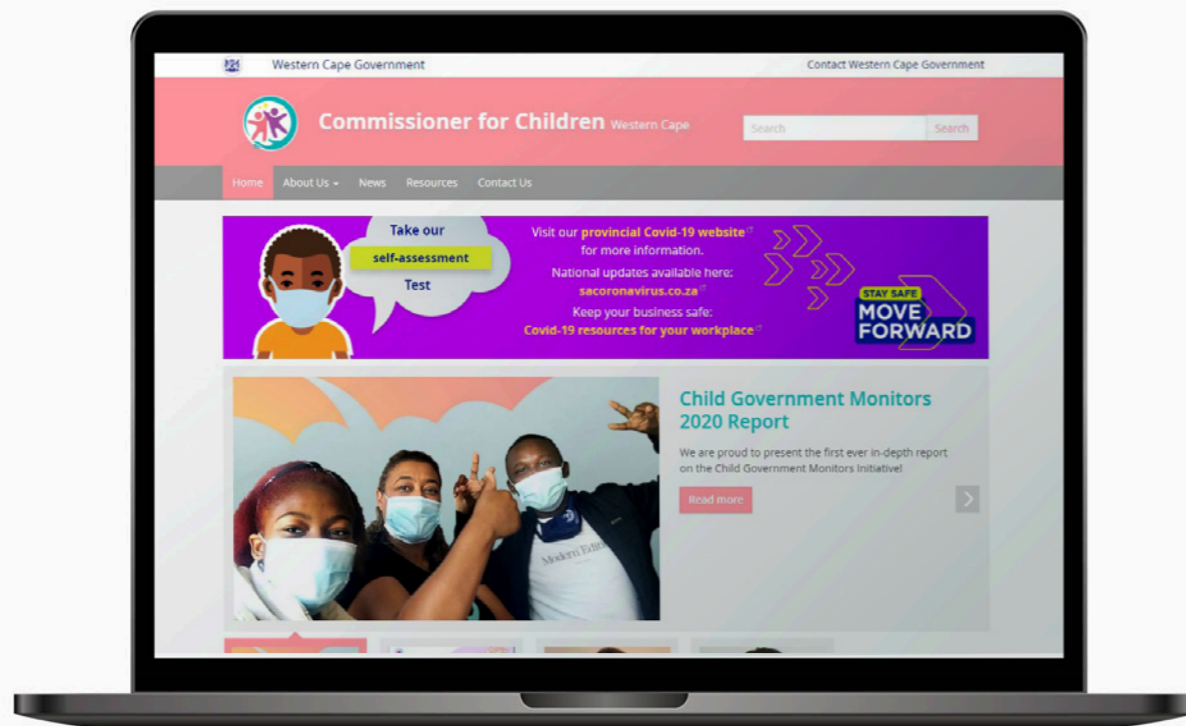 Western Cape Government
Contact Western Cape Government
Commissioner for Children Western Cape
Search
Search
Home
About Us
News
Resources
Contact Us
Take our
self-assessment
Test
Visit our provincial Covid-19 website
for more information.
National updates available here:
sacoronavirus.co.za
Keep your business safe:
Covid-19 resources for your workplace
STAY SAFE
MOVE
FORWARD
Child Government Monitors
2020 Report
We are proud to present the first ever in-depth report
on the Child Government Monitors Initiative!
Read more
Modern